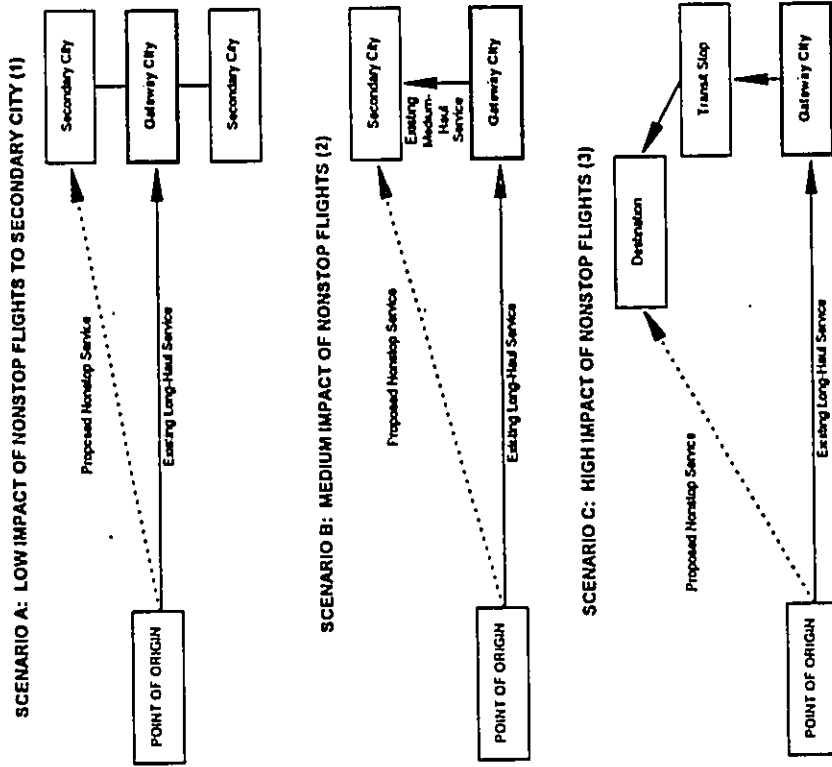 SCENARIO A: LOW IMPACT OF NONSTOP FLIGHTS TO SECONDARY CITY (1)
Secondary City
Proposed Nonstop Service
Gateway City
Existing Long-Haul Service
POINT OF ORIGIN
Secondary City
SCENARIO B: MEDIUM IMPACT OF NONSTOP FLIGHTS (2)
Secondary City
Proposed Nonstop Service
Existing
Medium-
Haul
Service
Gateway City
Existing Long-Haul Service
POINT OF ORIGIN
SCENARIO C: HIGH IMPACT OF NONSTOP FLIGHTS (3)
Destination
Transit Stop
Proposed Nonstop Service
Gateway City
Existing Long-Haul Service
POINT OF ORIGIN